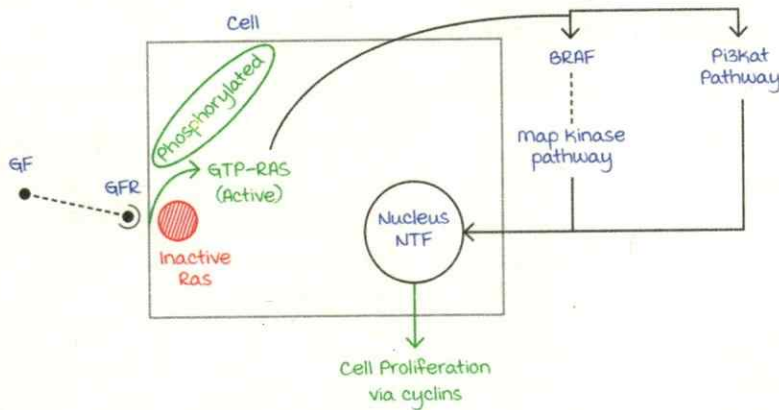 Cell
Phosphorylated
BRAF
Pi3Kat
Pathway
map kinase
pathway
GF
GFR
GTP-RAS
(Active)
Inactive
Ras
Nucleus
NTF
Cell Proliferation
via cyclins